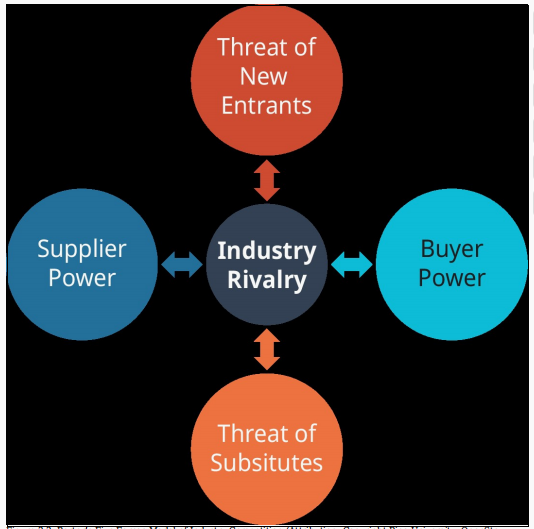 Threat of
New
Entrants
Supplier
Power
Industry
Rivalry
Buyer
Power
Threat of
Subsitutes